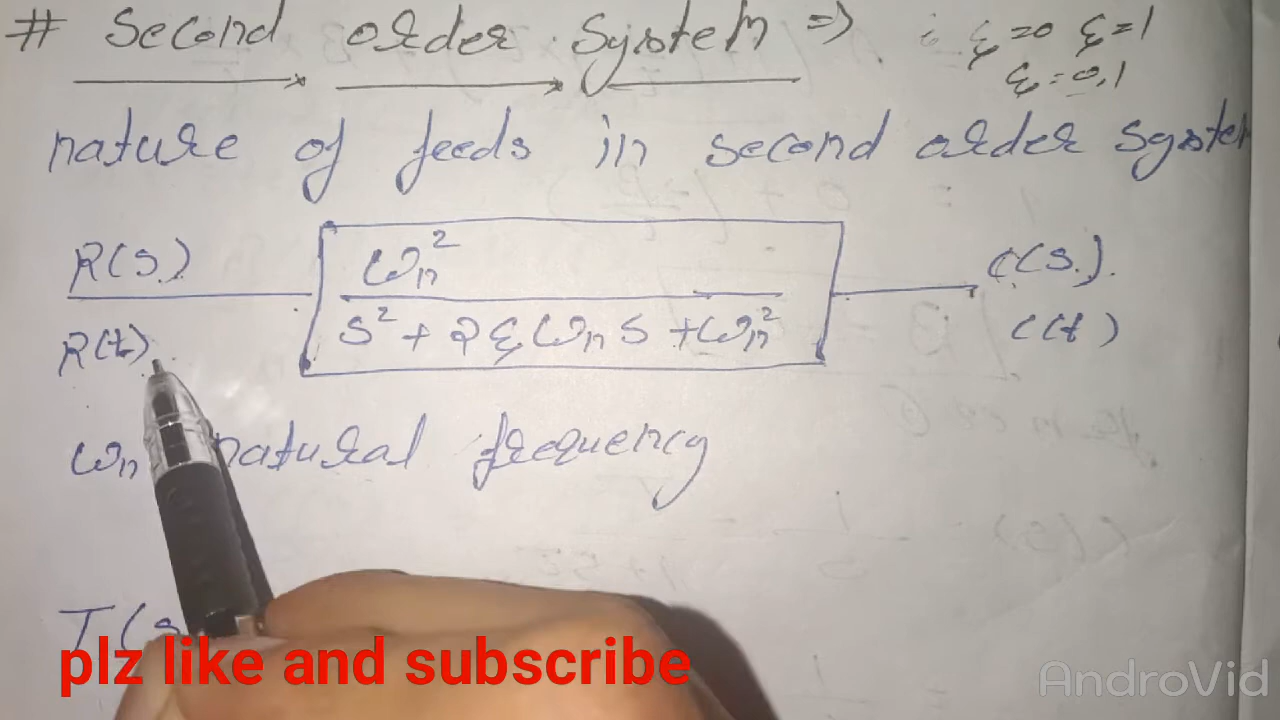 # Second order System ⇒ : ξ=0 ξ=1
ξ=0.1
nature of feeds in second order system
R(s) ωn² C(s).
s² + 2ξωns + ωn²
R(t) C(t)
ωn natural frequency
T(s
plz like and subscribe
AndroVid